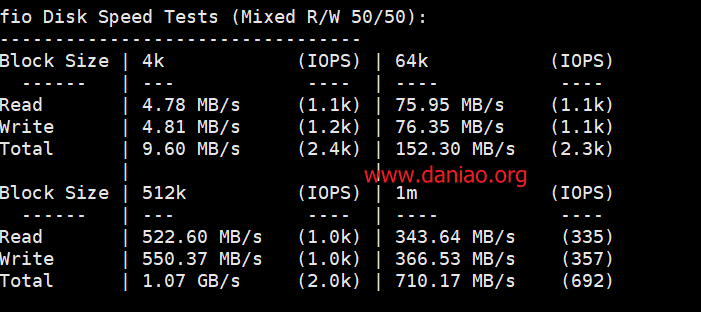 fio Disk Speed Tests (Mixed R/W 50/50):
---------------------------------
Block Size | 4k            (IOPS) | 64k           (IOPS)
  ------   | ---            ----  | ----           ----
Read       | 4.78 MB/s     (1.1k) | 75.95 MB/s    (1.1k)
Write      | 4.81 MB/s     (1.2k) | 76.35 MB/s    (1.1k)
Total      | 9.60 MB/s     (2.4k) | 152.30 MB/s   (2.3k)
           |                      |
www.daniao.org
Block Size | 512k          (IOPS) | 1m            (IOPS)
  ------   | ---            ----  | ----           ----
Read       | 522.60 MB/s   (1.0k) | 343.64 MB/s    (335)
Write      | 550.37 MB/s   (1.0k) | 366.53 MB/s    (357)
Total      | 1.07 GB/s     (2.0k) | 710.17 MB/s    (692)